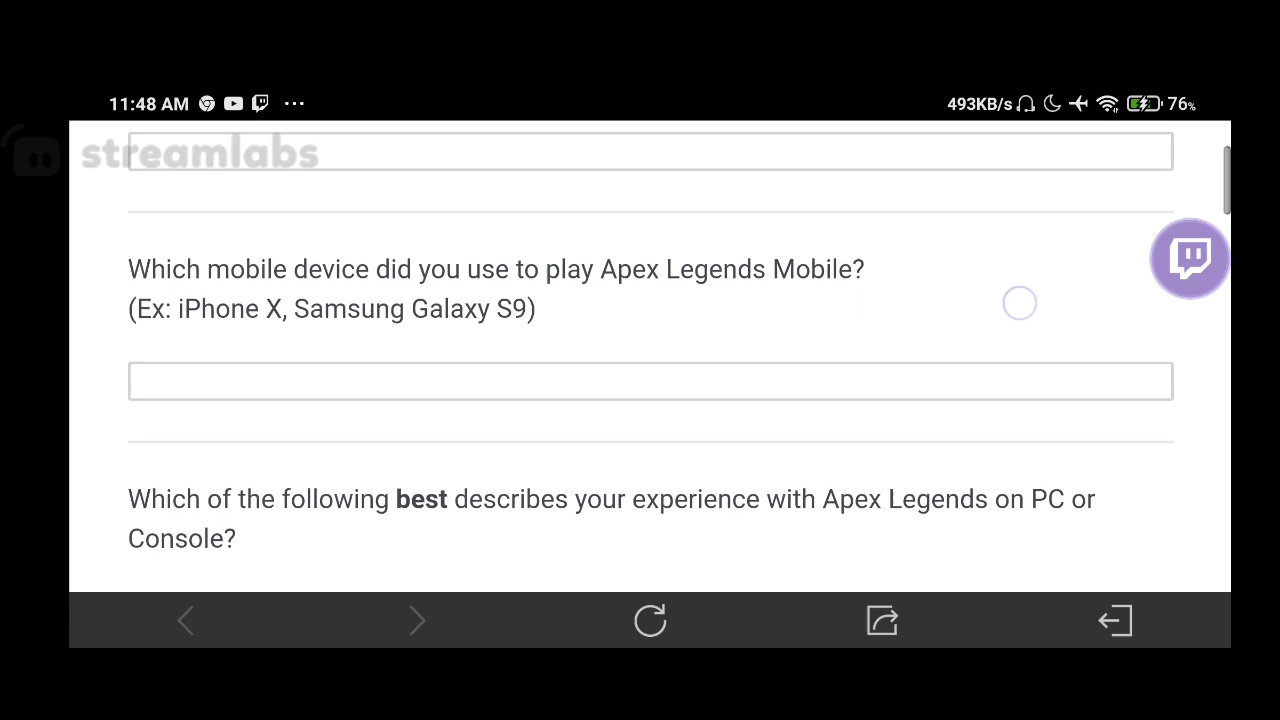 11:48 AM ... 493KB/s 76%
streamlabs
Which mobile device did you use to play Apex Legends Mobile?
(Ex: iPhone X, Samsung Galaxy S9)
Which of the following best describes your experience with Apex Legends on PC or
Console?